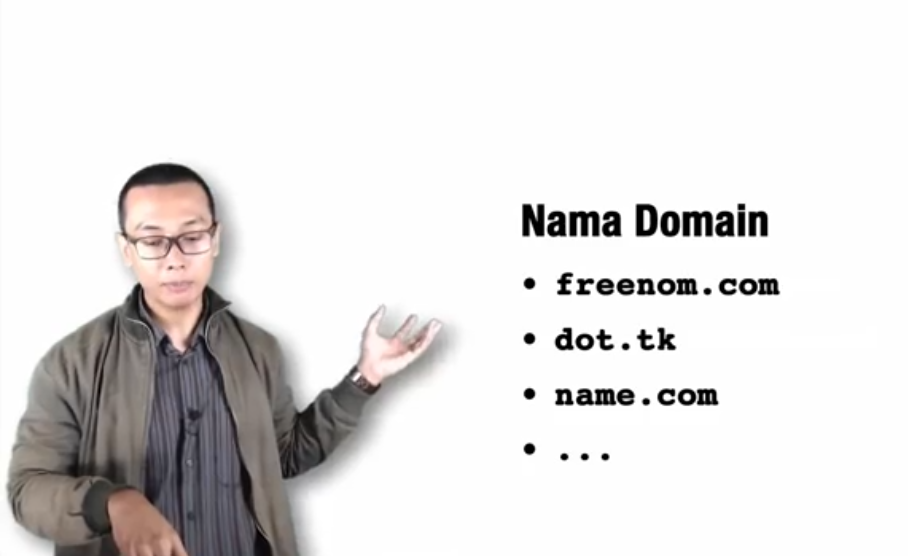 Nama Domain
• freenom.com
• dot.tk
• name.com
• ...